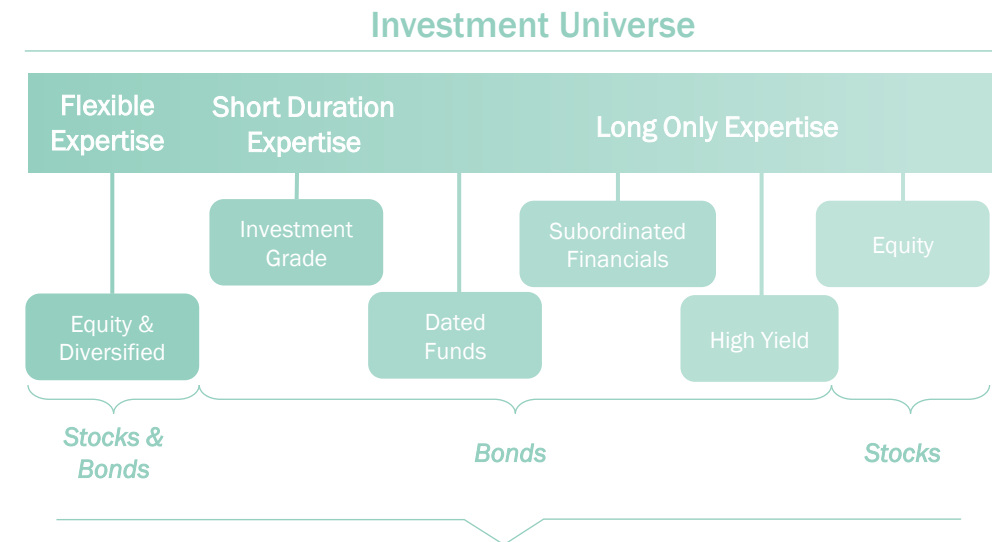 Investment Universe
Flexible
Expertise
Short Duration
Expertise
Long Only Expertise
Investment
Grade
Subordinated
Financials
Equity
Equity &
Diversified
Dated
Funds
High Yield
Stocks &
Bonds
Bonds
Stocks